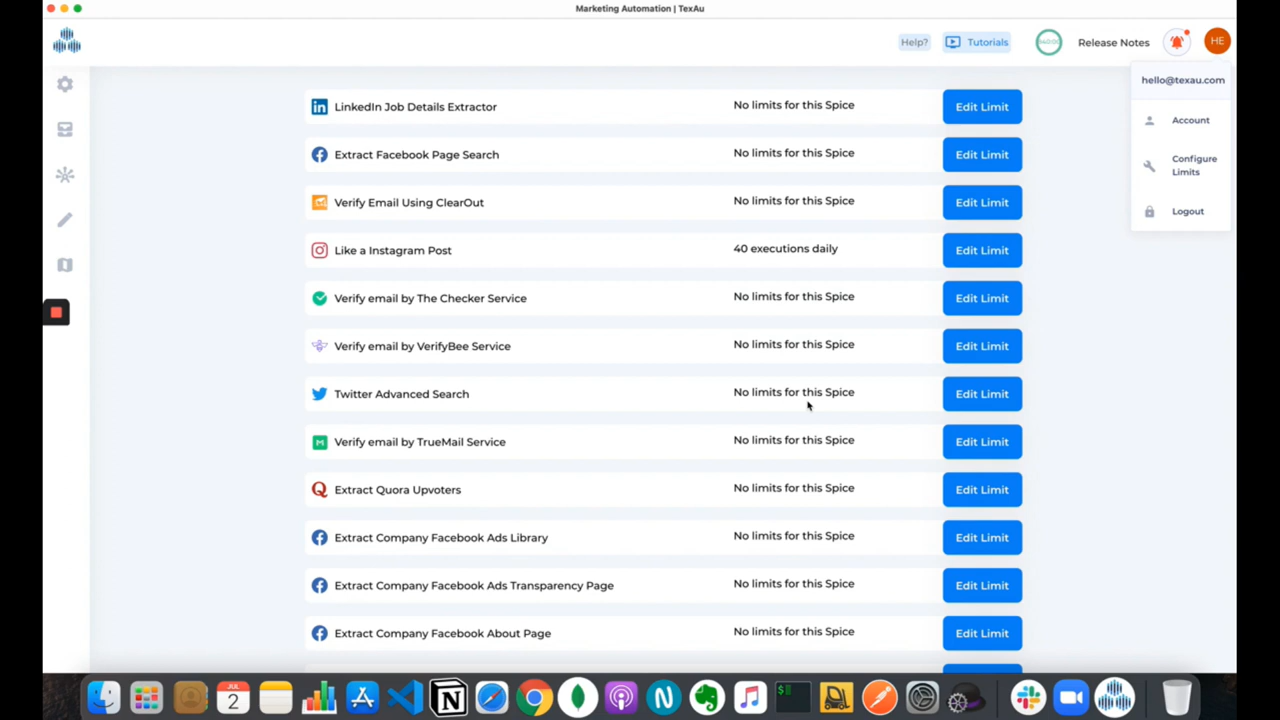 Marketing Automation | TexAu
Help?
Tutorials
Release Notes
HE
hello@texau.com
Account
Configure
Limits
Logout
LinkedIn Job Details Extractor
No limits for this Spice
Edit Limit
Extract Facebook Page Search
No limits for this Spice
Edit Limit
Verify Email Using ClearOut
No limits for this Spice
Edit Limit
Like a Instagram Post
40 executions daily
Edit Limit
Verify email by The Checker Service
No limits for this Spice
Edit Limit
Verify email by VerifyBee Service
No limits for this Spice
Edit Limit
Twitter Advanced Search
No limits for this Spice
Edit Limit
Verify email by TrueMail Service
No limits for this Spice
Edit Limit
Extract Quora Upvoters
No limits for this Spice
Edit Limit
Extract Company Facebook Ads Library
No limits for this Spice
Edit Limit
Extract Company Facebook Ads Transparency Page
No limits for this Spice
Edit Limit
Extract Company Facebook About Page
No limits for this Spice
Edit Limit
JUL
2